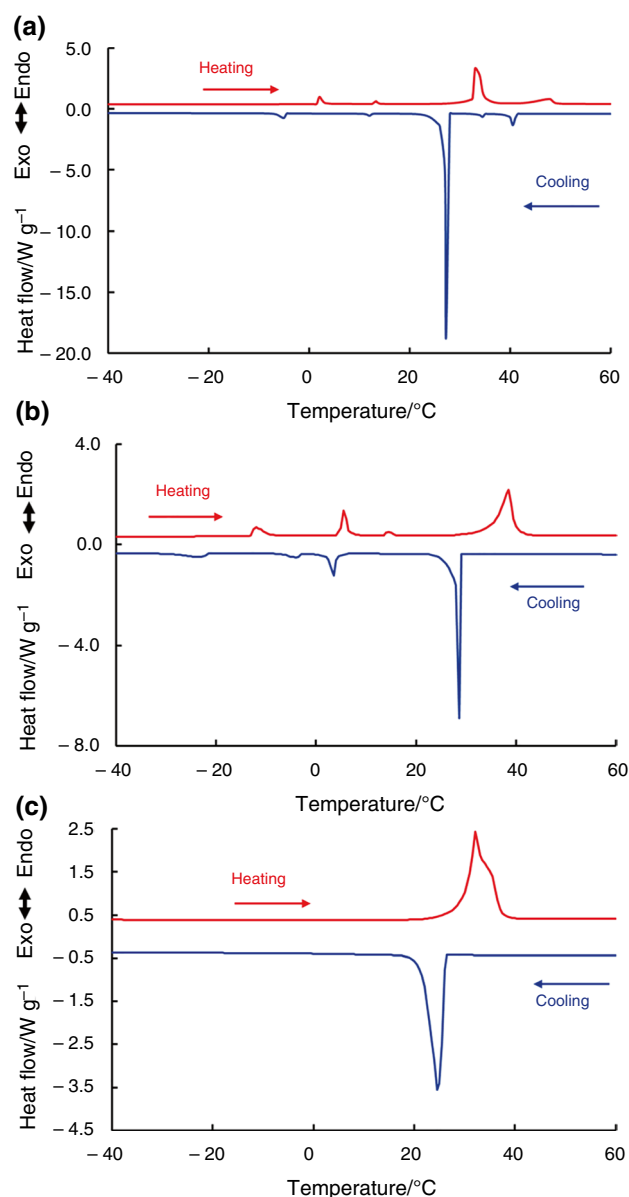 (a)
Heat flow/W g⁻¹ Exo ↔ Endo
5.0
0.0
– 5.0
– 10.0
– 15.0
– 20.0
Heating
Cooling
– 40 – 20 0 20 40 60
Temperature/°C
(b)
Heat flow/W g⁻¹ Exo ↔ Endo
4.0
0.0
– 4.0
– 8.0
Heating
Cooling
– 40 – 20 0 20 40 60
Temperature/°C
(c)
Heat flow/W g⁻¹ Exo ↔ Endo
2.5
1.5
0.5
– 0.5
– 1.5
– 2.5
– 3.5
– 4.5
Heating
Cooling
– 40 – 20 0 20 40 60
Temperature/°C